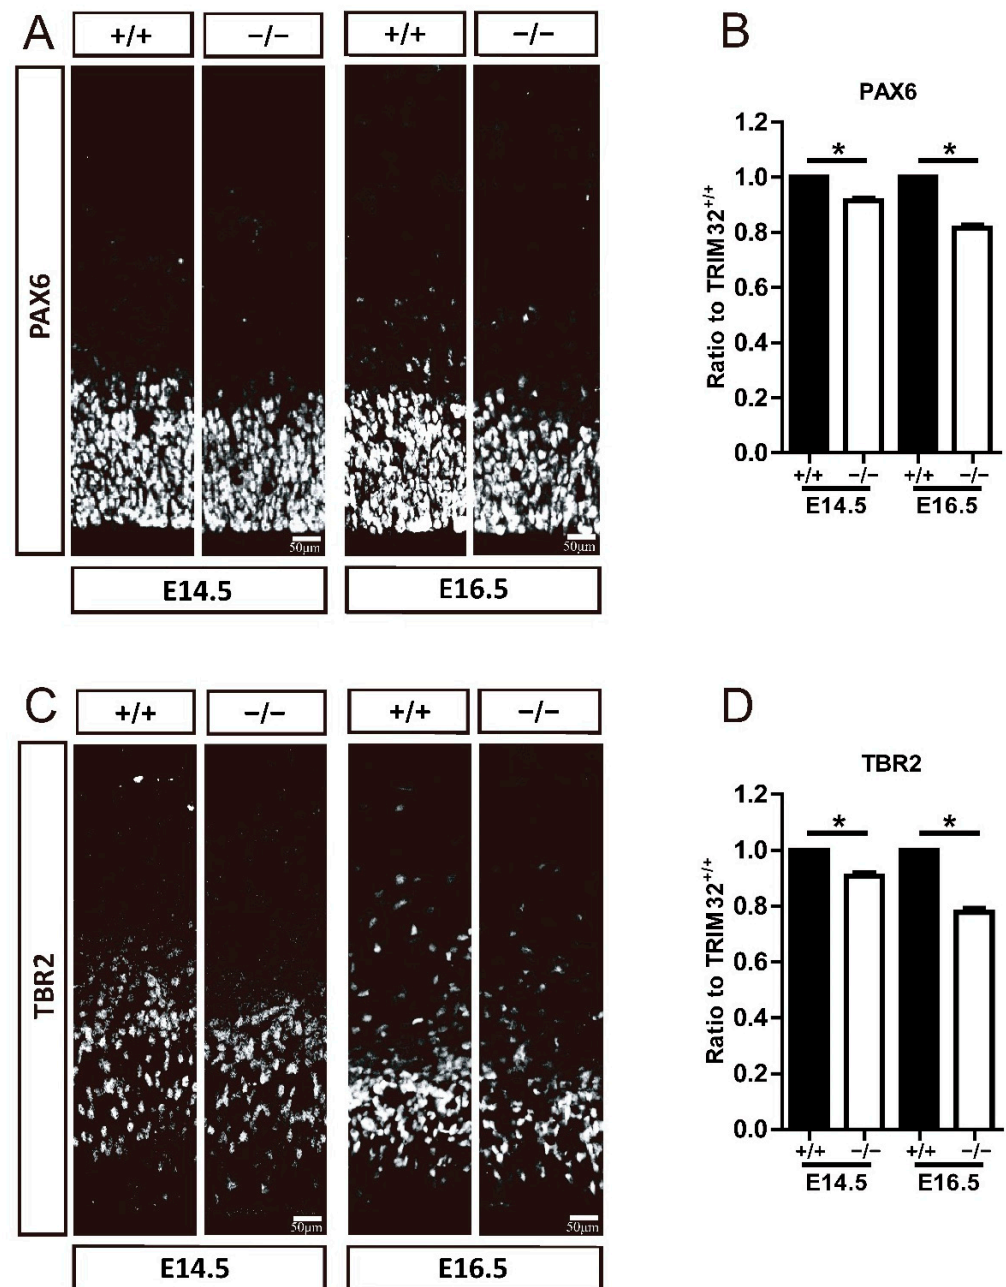 A
+/+
−/−
+/+
−/−
PAX6
50μm
50μm
E14.5
E16.5
B
PAX6
Ratio to TRIM32+/+
1.2
1.0
0.8
0.6
0.4
0.2
0.0
*
*
+/+
−/−
+/+
−/−
E14.5
E16.5
C
+/+
−/−
+/+
−/−
TBR2
50μm
50μm
E14.5
E16.5
D
TBR2
Ratio to TRIM32+/+
1.2
1.0
0.8
0.6
0.4
0.2
0.0
*
*
+/+
−/−
+/+
−/−
E14.5
E16.5